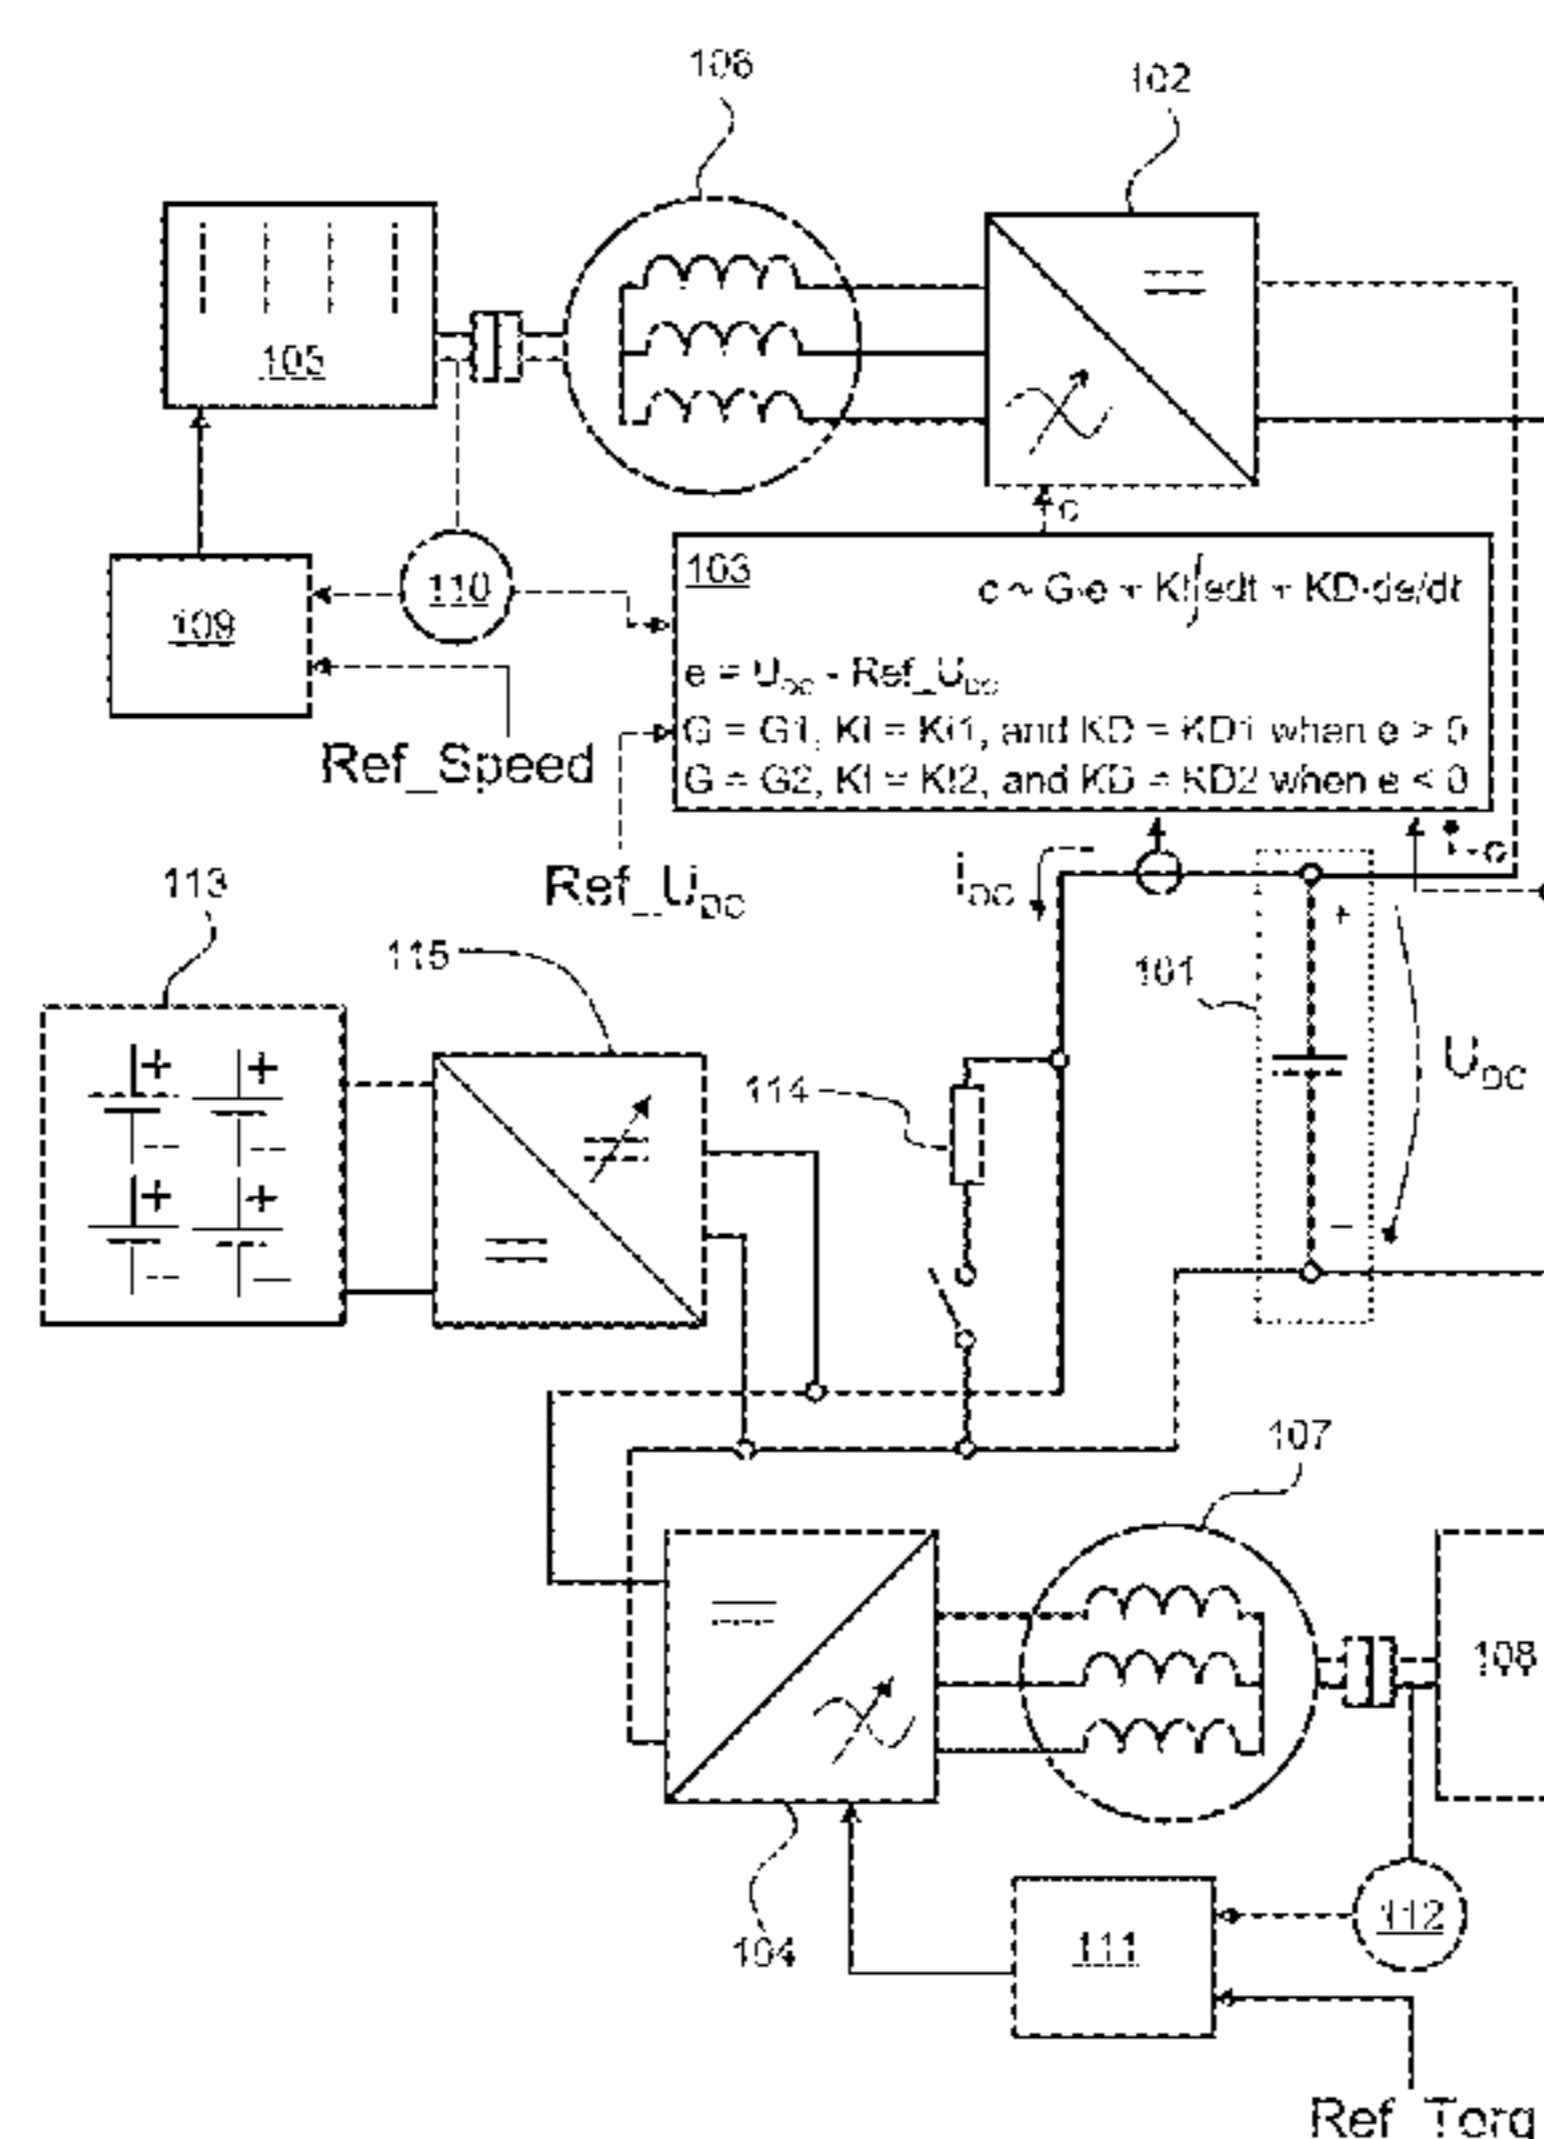 106
102
105
c
103
c ~ G·e + KI∫edt + KD·de/dt
110
109
e = U_DC - Ref_U_DC
G = G1, KI = KI1, and KD = KD1 when e > 0
G = G2, KI = KI2, and KD = KD2 when e < 0
Ref_Speed
Ref_U_DC
i_DC
i_C
113
115
101
+
U_DC
114
+ +
+ +
−
107
108
104
111
112
Ref_Torq